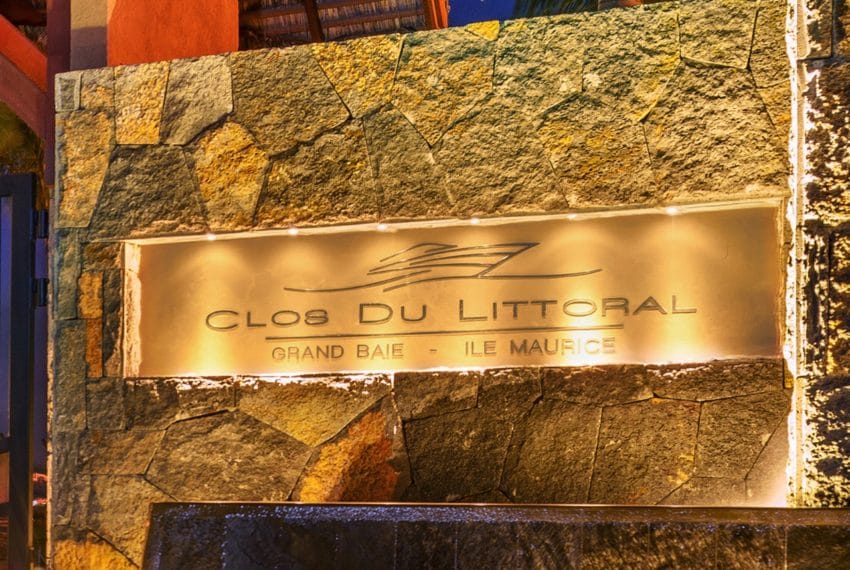 CLOS DU LITTORAL
GRAND BAIE - ILE MAURICE